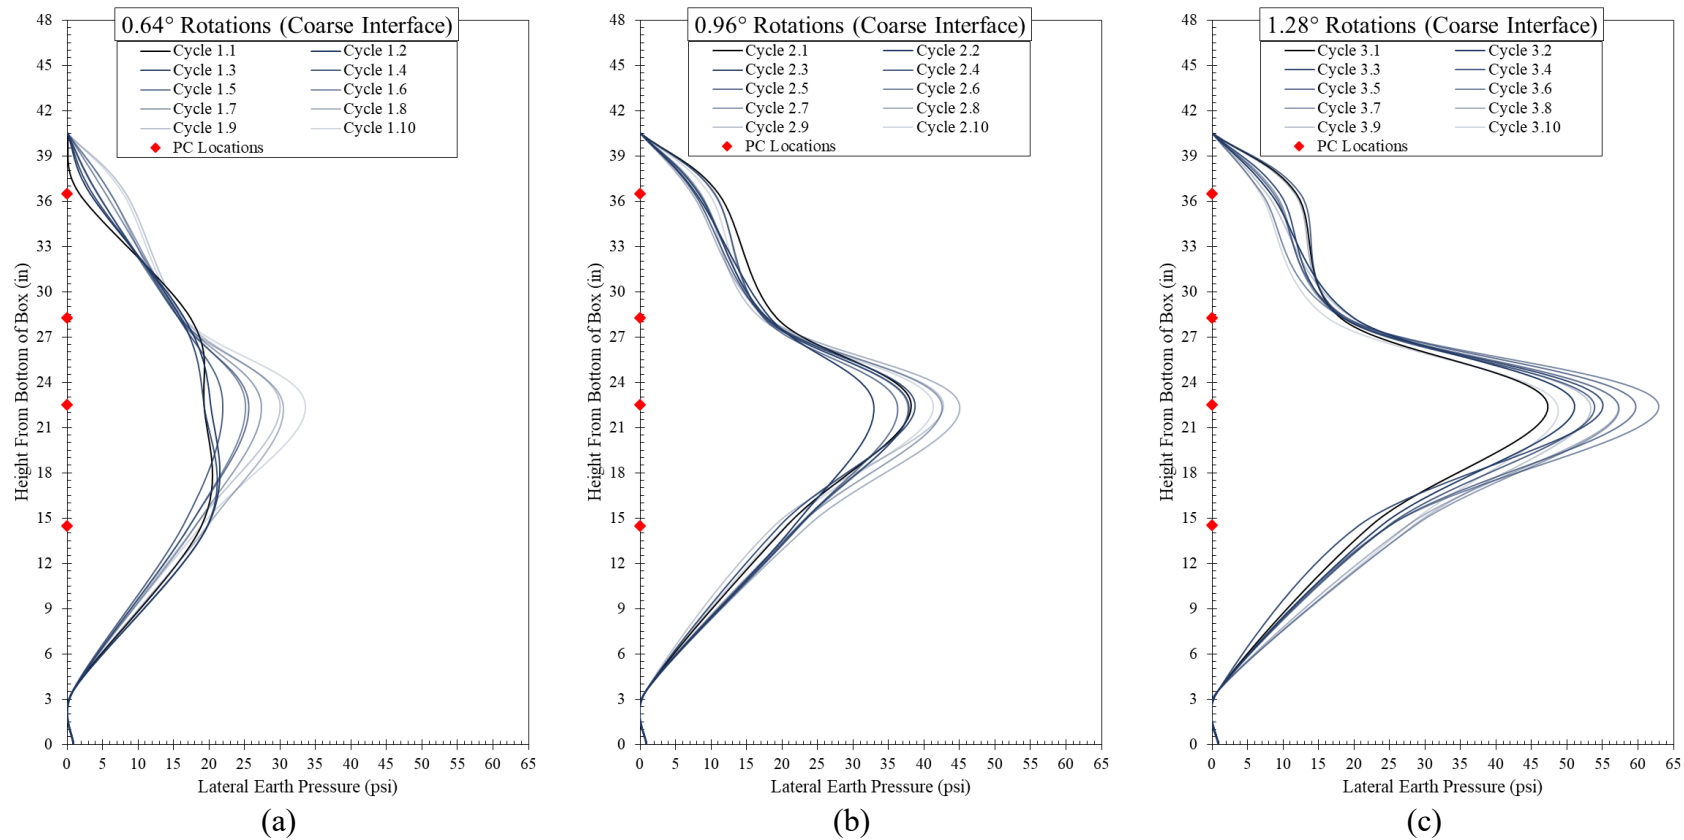 0.64° Rotations (Coarse Interface)
Cycle 1.1 Cycle 1.2
Cycle 1.3 Cycle 1.4
Cycle 1.5 Cycle 1.6
Cycle 1.7 Cycle 1.8
Cycle 1.9 Cycle 1.10
PC Locations
Height From Bottom of Box (in)
48
45
42
39
36
33
30
27
24
21
18
15
12
9
6
3
0
0 5 10 15 20 25 30 35 40 45 50 55 60 65
Lateral Earth Pressure (psi)
(a)
0.96° Rotations (Coarse Interface)
Cycle 2.1 Cycle 2.2
Cycle 2.3 Cycle 2.4
Cycle 2.5 Cycle 2.6
Cycle 2.7 Cycle 2.8
Cycle 2.9 Cycle 2.10
PC Locations
Height From Bottom of Box (in)
48
45
42
39
36
33
30
27
24
21
18
15
12
9
6
3
0
0 5 10 15 20 25 30 35 40 45 50 55 60 65
Lateral Earth Pressure (psi)
(b)
1.28° Rotations (Coarse Interface)
Cycle 3.1 Cycle 3.2
Cycle 3.3 Cycle 3.4
Cycle 3.5 Cycle 3.6
Cycle 3.7 Cycle 3.8
Cycle 3.9 Cycle 3.10
PC Locations
Height From Bottom of Box (in)
48
45
42
39
36
33
30
27
24
21
18
15
12
9
6
3
0
0 5 10 15 20 25 30 35 40 45 50 55 60 65
Lateral Earth Pressure (psi)
(c)